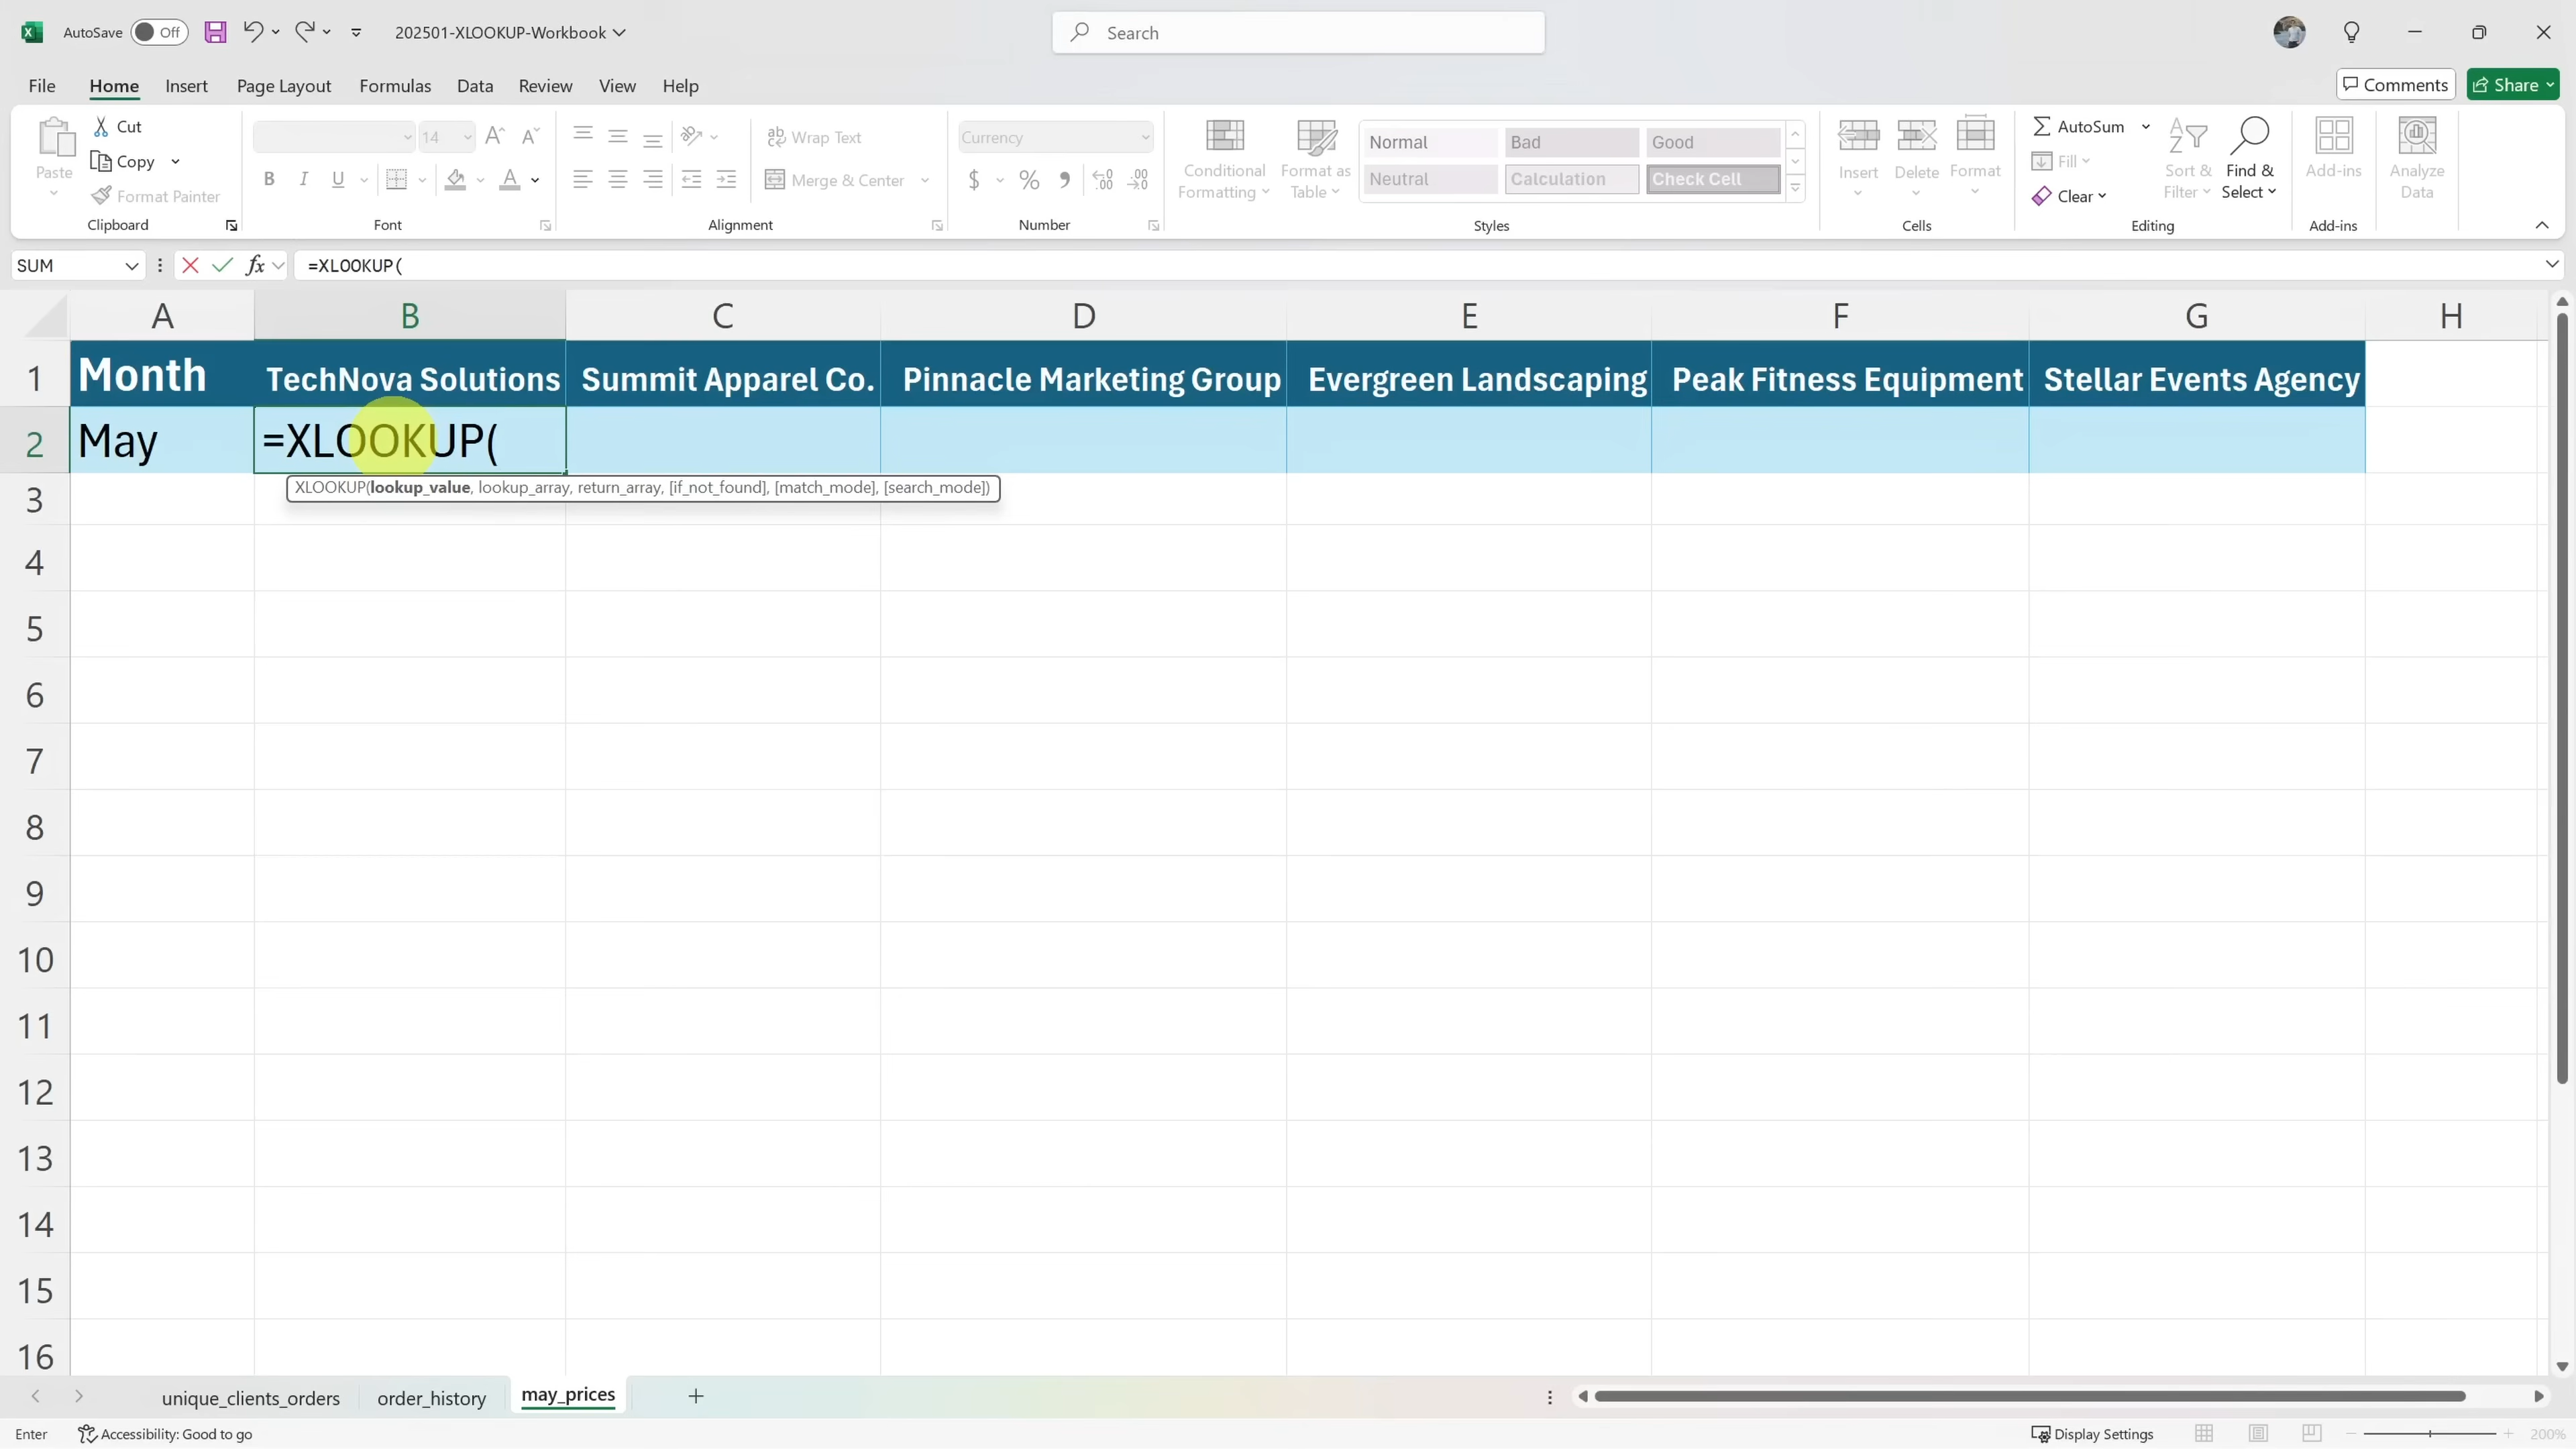 AutoSave Off 202501-XLOOKUP-Workbook Search
File Home Insert Page Layout Formulas Data Review View Help Comments Share
Paste Cut Copy Format Painter Clipboard
14 B I U A Font
ab Wrap Text Merge & Center Alignment
Currency $ % Number
Conditional Formatting Format as Table
Normal Bad Good
Neutral Calculation Check Cell
Styles
Insert Delete Format Cells
AutoSum Fill Clear Sort & Filter Find & Select Editing
Add-ins Add-ins
Analyze Data
SUM fx =XLOOKUP(
A B C D E F G H
1 Month TechNova Solutions Summit Apparel Co. Pinnacle Marketing Group Evergreen Landscaping Peak Fitness Equipment Stellar Events Agency
2 May =XLOOKUP(
XLOOKUP(lookup_value, lookup_array, return_array, [if_not_found], [match_mode], [search_mode])
3
4
5
6
7
8
9
10
11
12
13
14
15
16
unique_clients_orders order_history may_prices
Enter Accessibility: Good to go Display Settings 200%